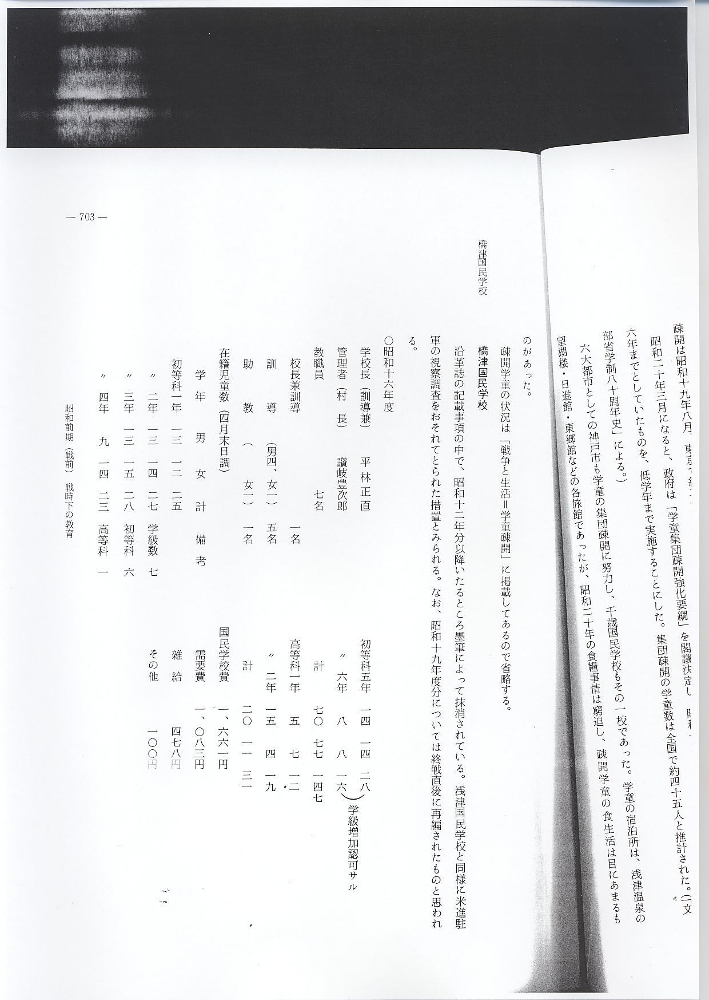 疎開は昭和十九年八月、東京
昭和二十年三月になると、政府は「学童集団疎開強化要綱」を閣議決定し
六年までとしていたものを、低学年まで実施することにした。集団疎開の学童数は全国で約四十五人と推計された。(「文
部省学制八十周年史」による。)
六大都市としての神戸市も学童の集団疎開に努力し、千歳国民学校もその一校であった。学童の宿泊所は、浅津温泉の
望湖楼・日進館・東郷館などの各旅館であったが、昭和二十年の食糧事情は窮迫し、疎開学童の食生活は目にあまるも
のがあった。
疎開学童の状況は「戦争と生活＝学童疎開」に掲載してあるので省略する。
橋津国民学校
橋津国民学校
沿革誌の記載事項の中で、昭和十二年分以降いたるところ墨筆によって抹消されている。浅津国民学校と同様に米進駐
軍の視察調査をおそれてとられた措置とみられる。なお、昭和十九年度分については終戦直後に再編されたものと思われ
る。
○昭和十六年度
学校長（訓導兼） 平林正直
管理者（村　長） 讃岐豊次郎
教職員 七名
校長兼訓導 一名
訓　　導 （男四、女一） 五名
助　　教 （　　　女一） 一名
在籍児童数（四月末日調）
学　年 男 女 計 備　考
初等科一年 一三 一二 二五
〃　二年 一三 一四 二七 学級数　七
〃　三年 一三 一五 二八 初等科　六
〃　四年 九 一四 二三 高等科　一
初等科五年 一四 一四 二八
〃　六年 八 八 一六
学級増加認可サル
計 七〇 七七 一四七
高等科一年 五 七 一二
〃　二年 一五 四 一九
計 二〇 一一 三一
国民学校費 一、六六一円
需要費 一、〇八三円
雑　給 四七八円
その他 一〇〇円
昭和前期（戦前）　戦時下の教育
— 703 —